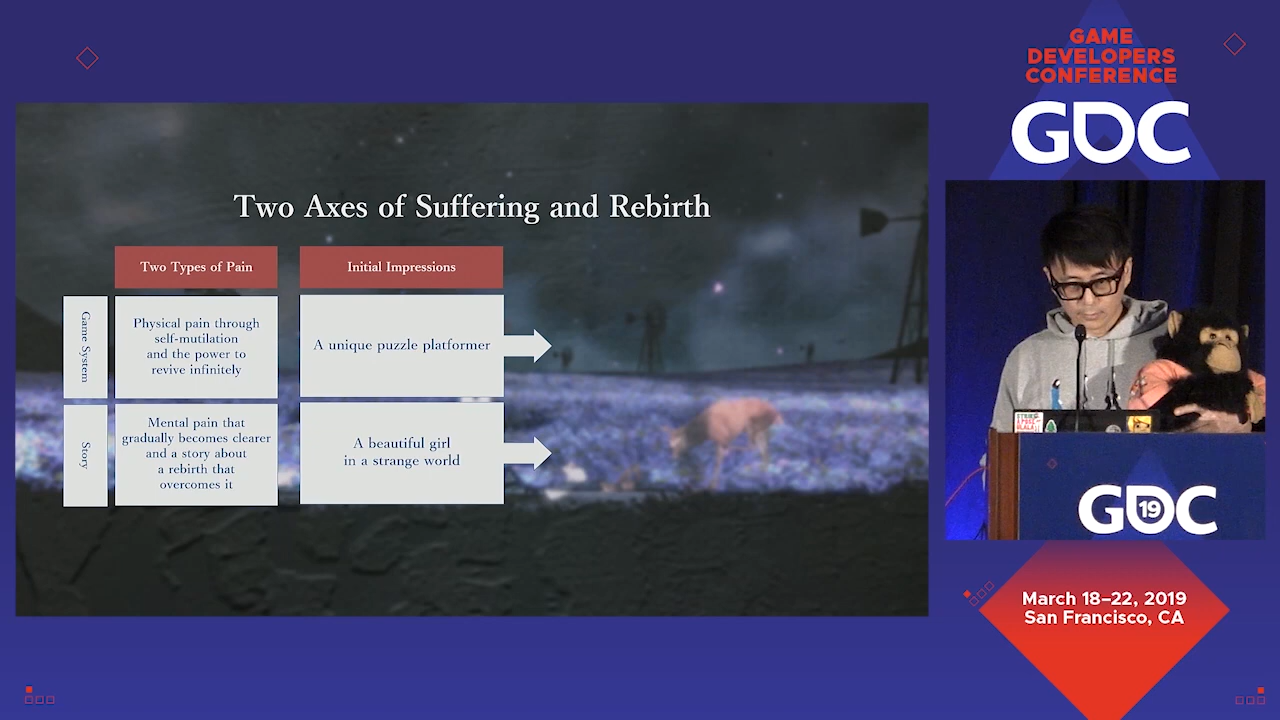 GAME
DEVELOPERS
CONFERENCE
GDC
Two Axes of Suffering and Rebirth
Two Types of Pain
Initial Impressions
Game System
Physical pain through
self-mutilation
and the power to
revive infinitely
A unique puzzle platformer
Story
Mental pain that
gradually becomes clearer
and a story about
a rebirth that
overcomes it
A beautiful girl
in a strange world
GDC
19
March 18–22, 2019
San Francisco, CA